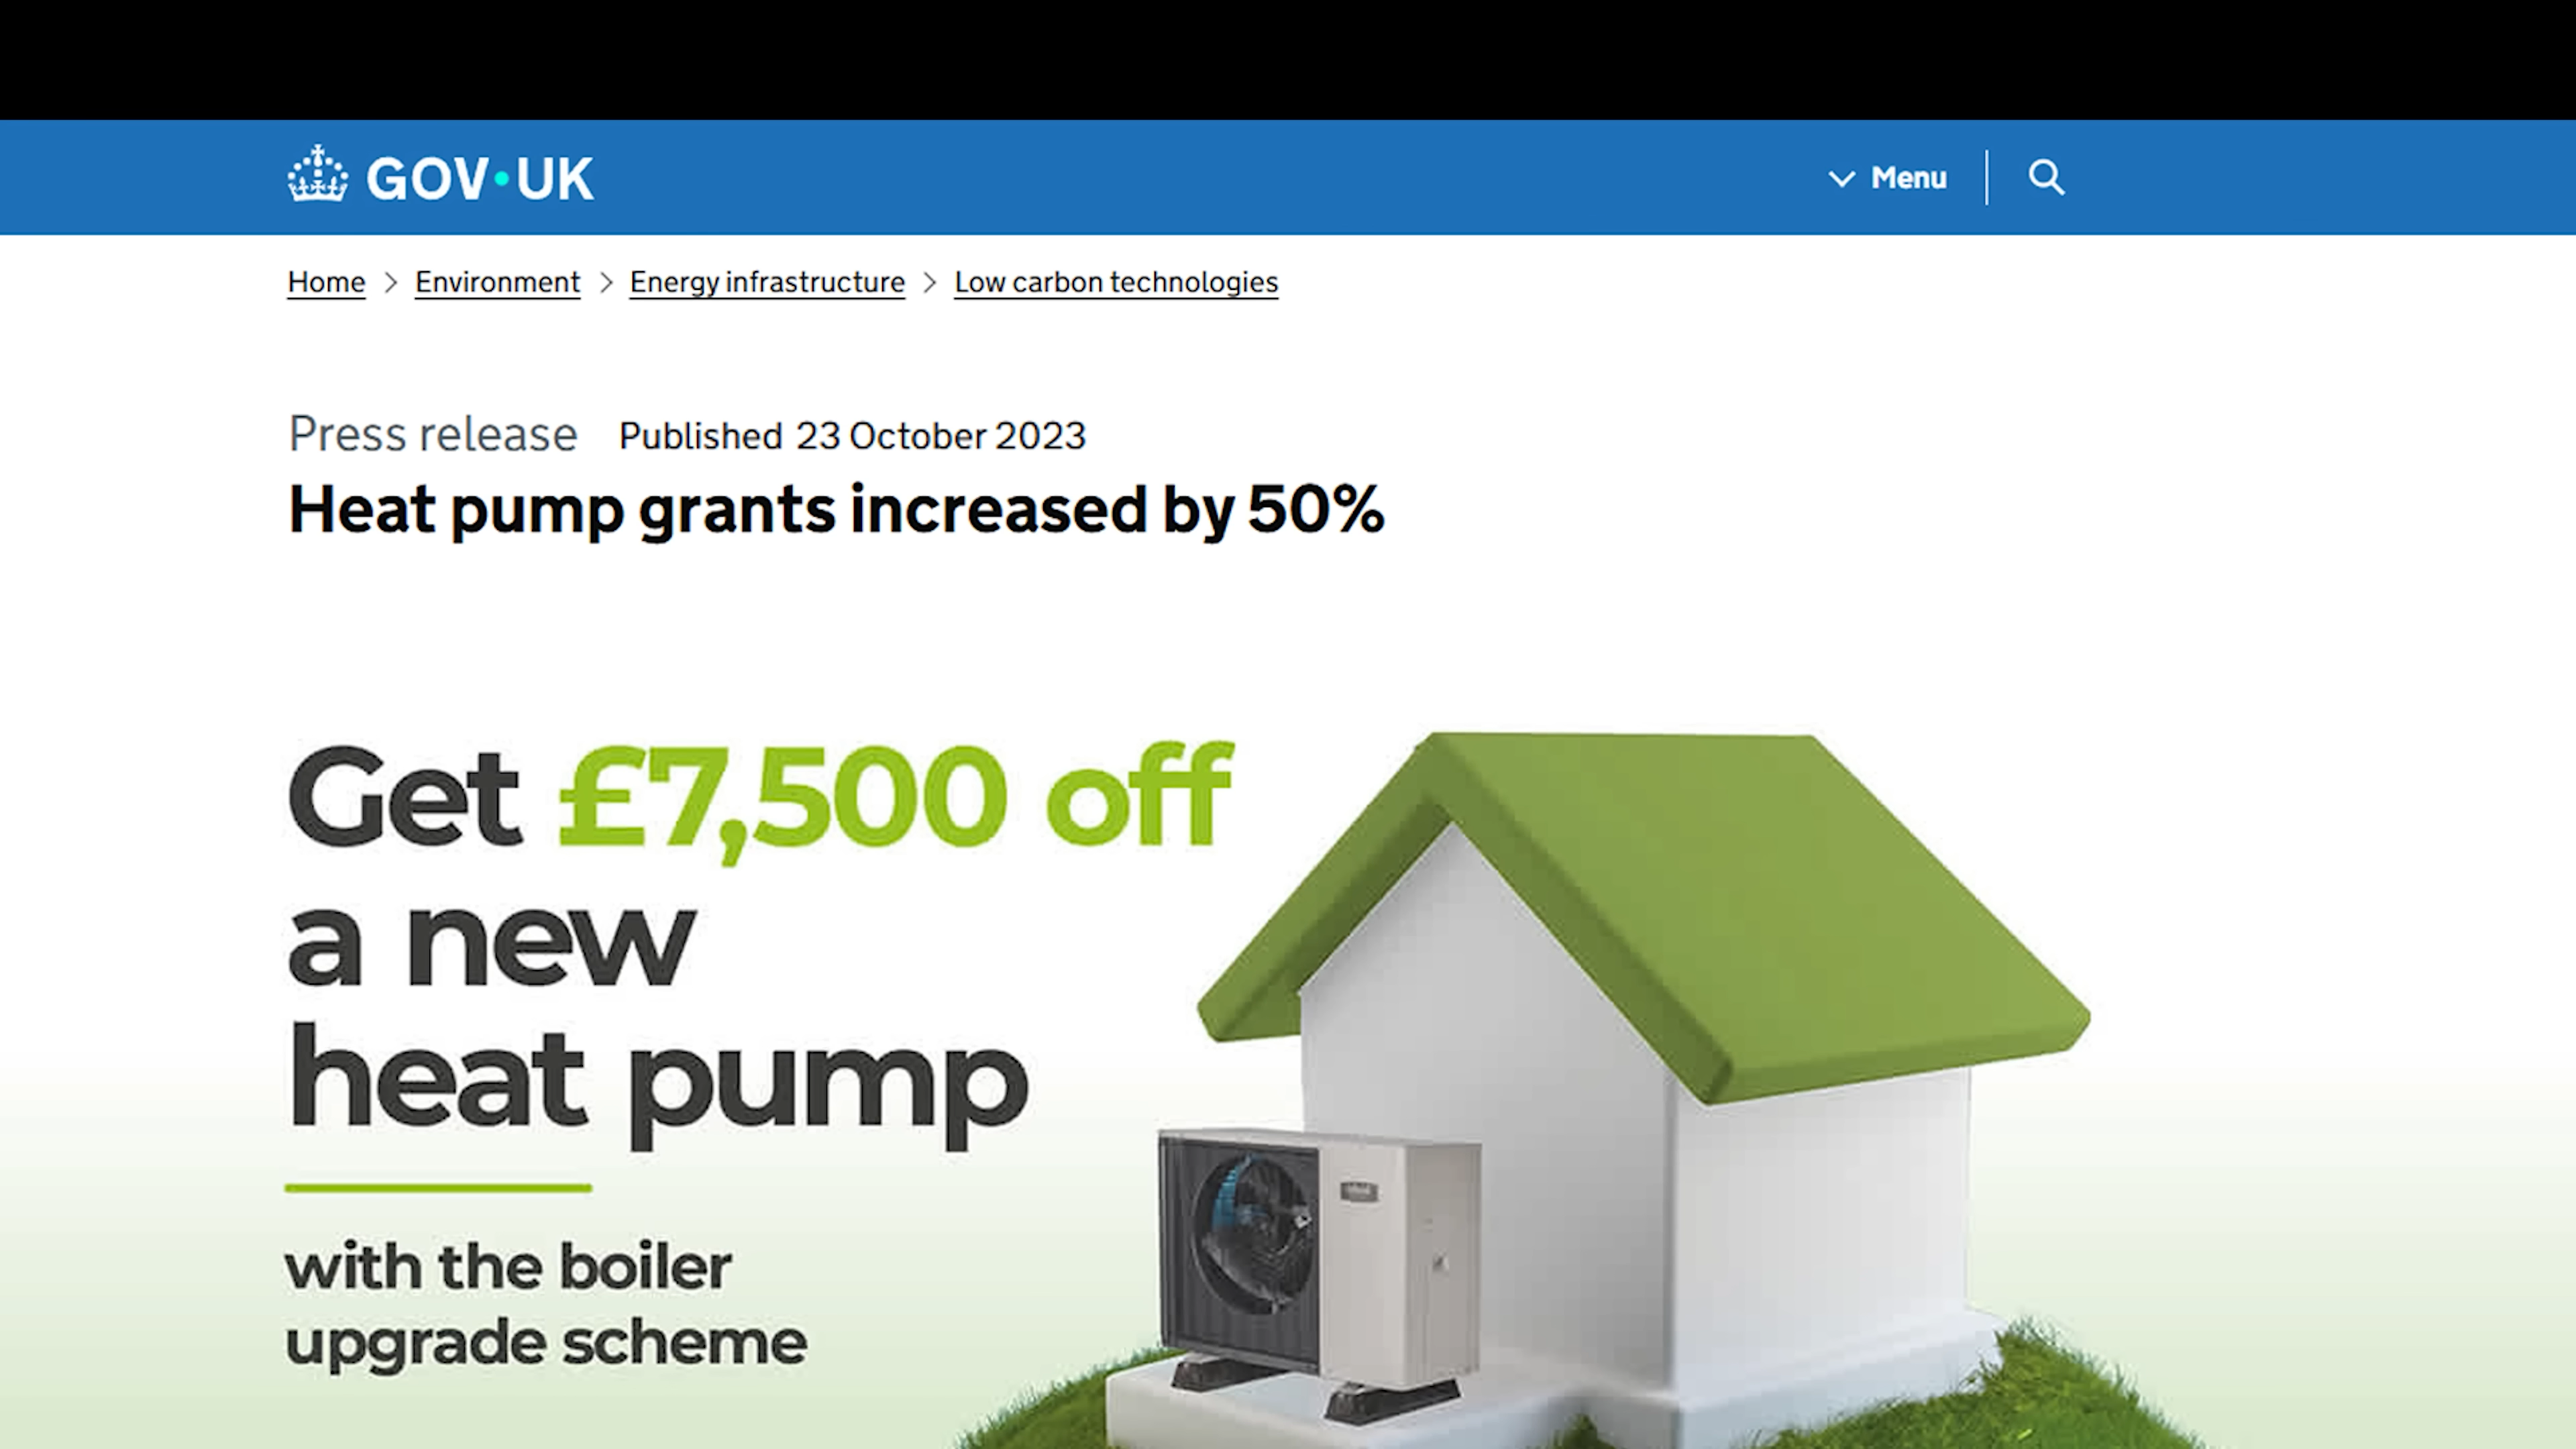 GOV·UK
Menu
Home > Environment > Energy infrastructure > Low carbon technologies
Press release Published 23 October 2023
Heat pump grants increased by 50%
Get £7,500 off
a new
heat pump
with the boiler
upgrade scheme